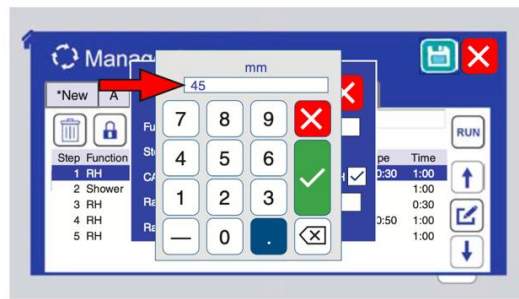 Manag
mm
45
*New A
7 8 9
Fu
RUN
Step Function
St
4 5 6
pe Time
1 RH
CA
H
0:30 1:00
2 Shower
1:00
3 RH
Ra
1 2 3
0:30
4 RH
Ra
0:50 1:00
5 RH
— 0 .
1:00